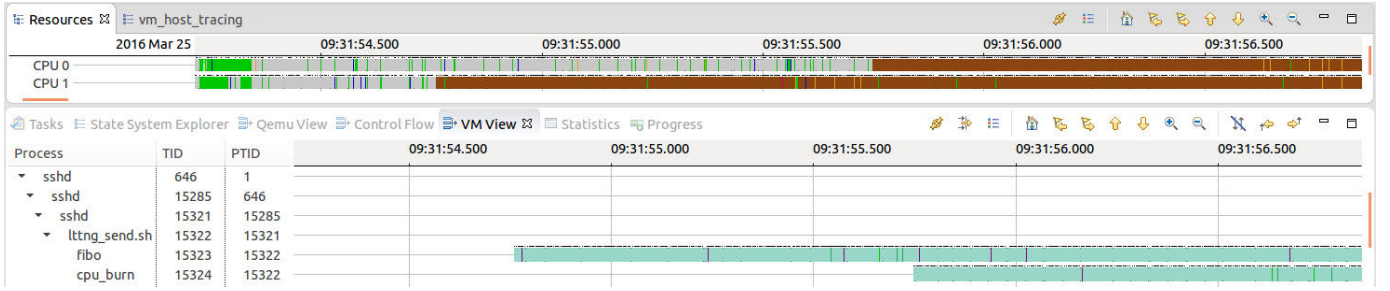 Resources vm_host_tracing
2016 Mar 25 09:31:54.500 09:31:55.000 09:31:55.500 09:31:56.000 09:31:56.500
CPU 0
CPU 1
Tasks State System Explorer Qemu View Control Flow VM View Statistics Progress
Process TID PTID 09:31:54.500 09:31:55.000 09:31:55.500 09:31:56.000 09:31:56.500
sshd 646 1
sshd 15285 646
sshd 15321 15285
lttng_send.sh 15322 15321
fibo 15323 15322
cpu_burn 15324 15322